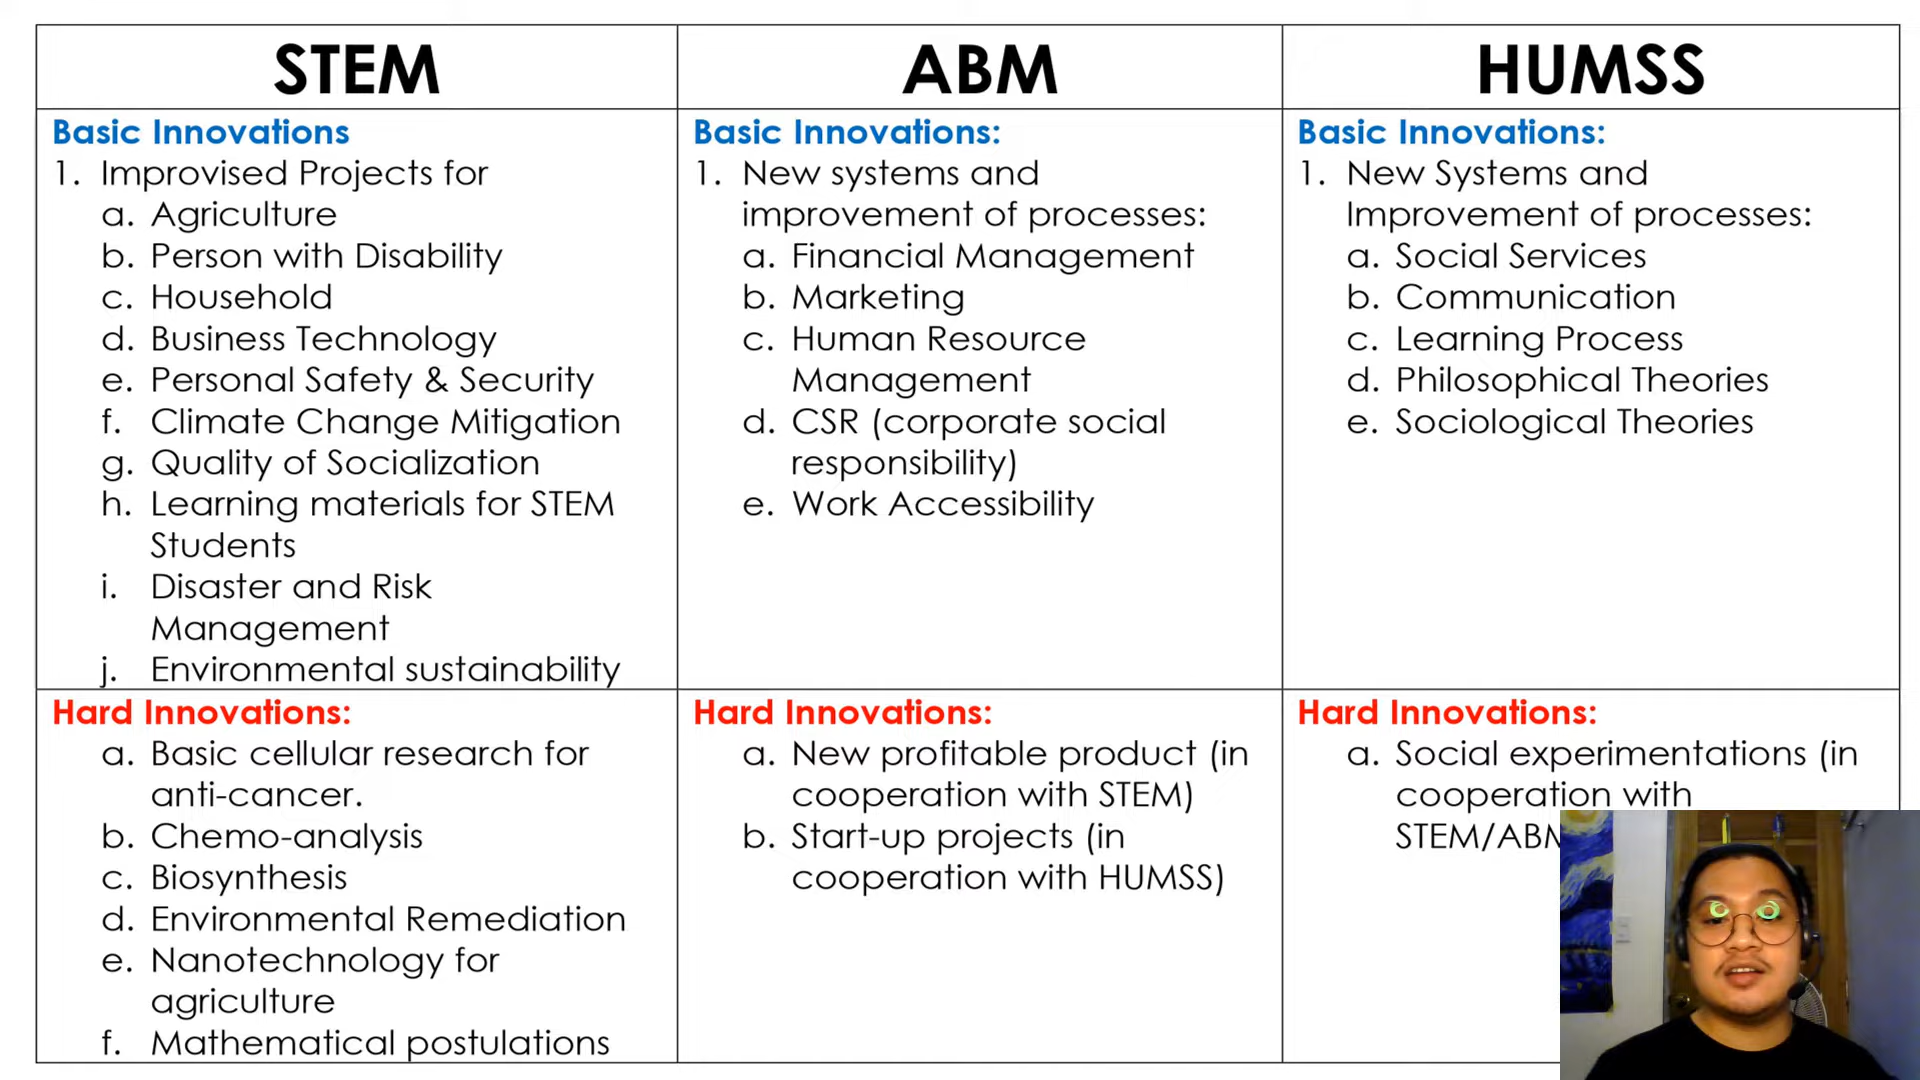 STEM
ABM
HUMSS
Basic Innovations
1. Improvised Projects for
a. Agriculture
b. Person with Disability
c. Household
d. Business Technology
e. Personal Safety & Security
f. Climate Change Mitigation
g. Quality of Socialization
h. Learning materials for STEM
Students
i. Disaster and Risk
Management
j. Environmental sustainability
Basic Innovations:
1. New systems and
improvement of processes:
a. Financial Management
b. Marketing
c. Human Resource
Management
d. CSR (corporate social
responsibility)
e. Work Accessibility
Basic Innovations:
1. New Systems and
Improvement of processes:
a. Social Services
b. Communication
c. Learning Process
d. Philosophical Theories
e. Sociological Theories
Hard Innovations:
a. Basic cellular research for
anti-cancer.
b. Chemo-analysis
c. Biosynthesis
d. Environmental Remediation
e. Nanotechnology for
agriculture
f. Mathematical postulations
Hard Innovations:
a. New profitable product (in
cooperation with STEM)
b. Start-up projects (in
cooperation with HUMSS)
Hard Innovations:
a. Social experimentations (in
cooperation with
STEM/ABM